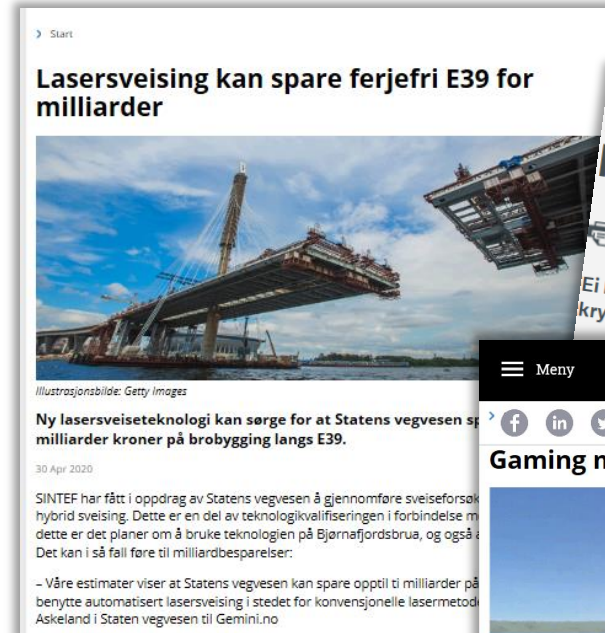 Start
Lasersveising kan spare ferjefri E39 for
milliarder
Illustrasjonsbilde: Getty Images
Ny lasersveiseteknologi kan sørge for at Statens vegvesen
milliarder kroner på brobygging langs E39.
30 Apr 2020
SINTEF har fått i oppdrag av Statens vegvesen å gjennomføre sveiseforsøk
hybrid sveising. Dette er en del av teknologikvalifiseringen i forbindelse
dette er det planer om å bruke teknologien på Bjørnafjordsbrua, og også
Det kan i så fall føre til milliardbesparelser:
– Våre estimater viser at Statens vegvesen kan spare opptil ti milliarder på
benytte automatisert lasersveising i stedet for konvensjonelle lasermetode
Askeland i Staten vegvesen til Gemini.no
Ei
kry
Meny
Gaming